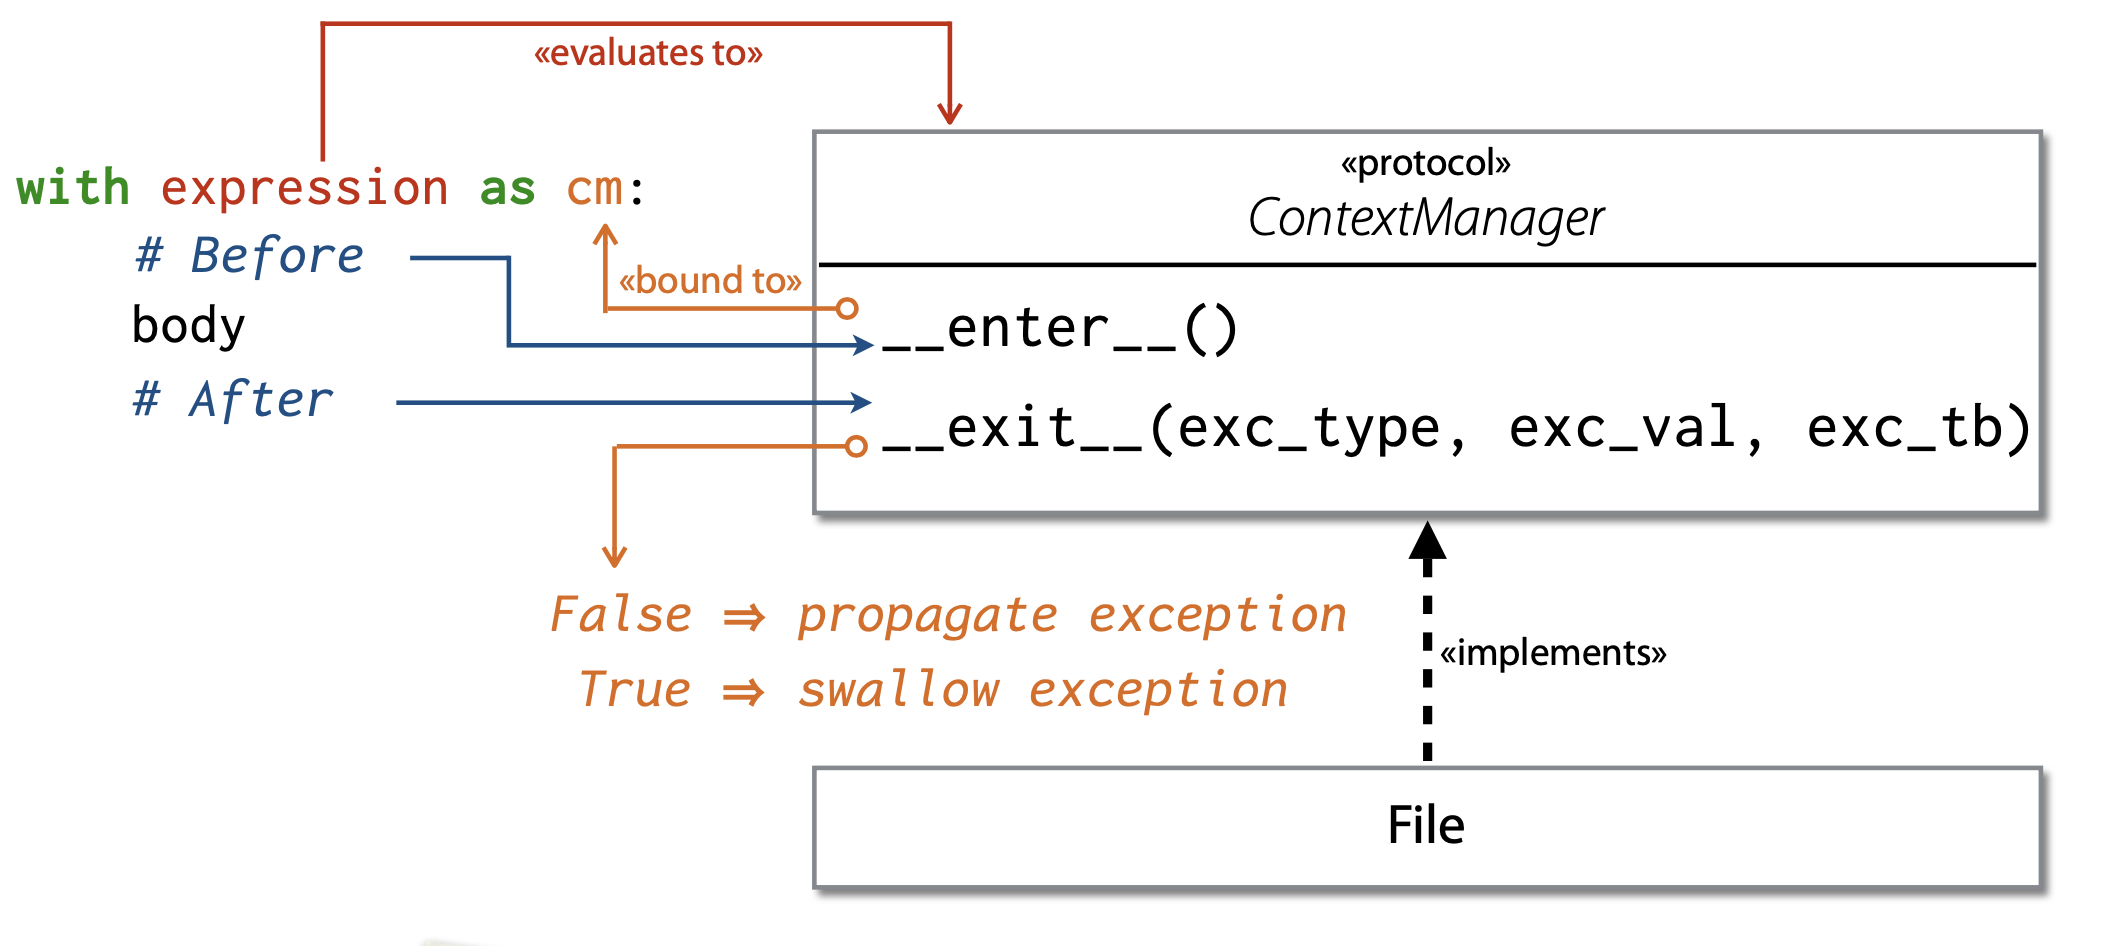 «evaluates to»
with expression as cm:
# Before
body
# After
«bound to»
«protocol»
ContextManager
__enter__()
__exit__(exc_type, exc_val, exc_tb)
False ⇒ propagate exception
True ⇒ swallow exception
«implements»
File